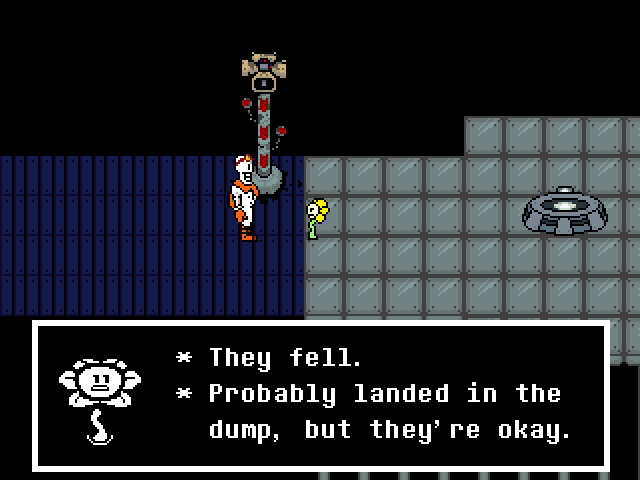 * They fell.
* Probably landed in the
dump, but they're okay.